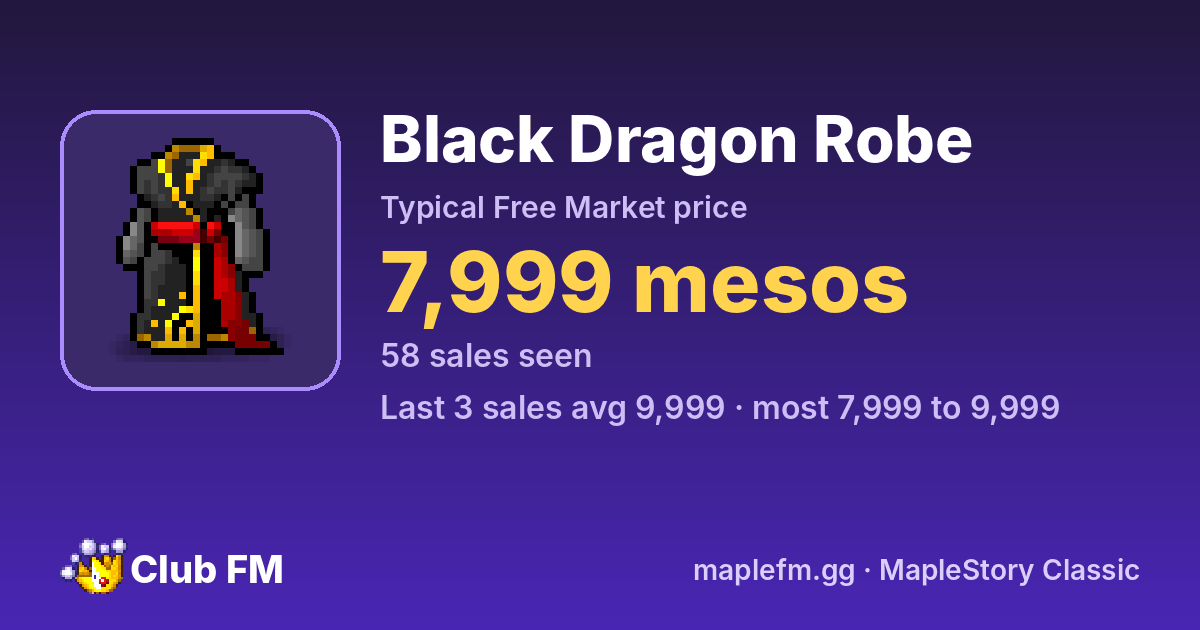 Black Dragon Robe
Typical Free Market price
7,999 mesos
58 sales seen
Last 3 sales avg 9,999 · most 7,999 to 9,999
Club FM
maplefm.gg · MapleStory Classic